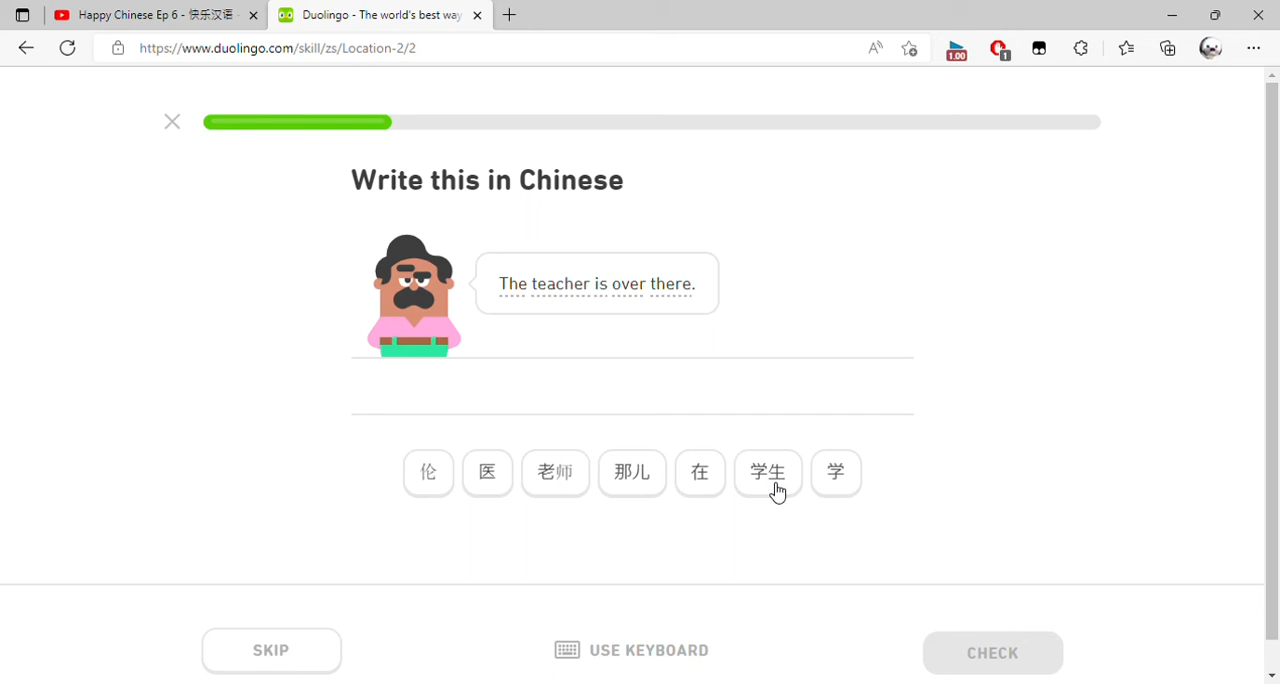 Happy Chinese Ep 6 - 快乐汉语
Duolingo - The world's best way
https://www.duolingo.com/skill/zs/Location-2/2
1.00
1
Write this in Chinese
The teacher is over there.
伦 医 老师 那儿 在 学生 学
SKIP
USE KEYBOARD
CHECK